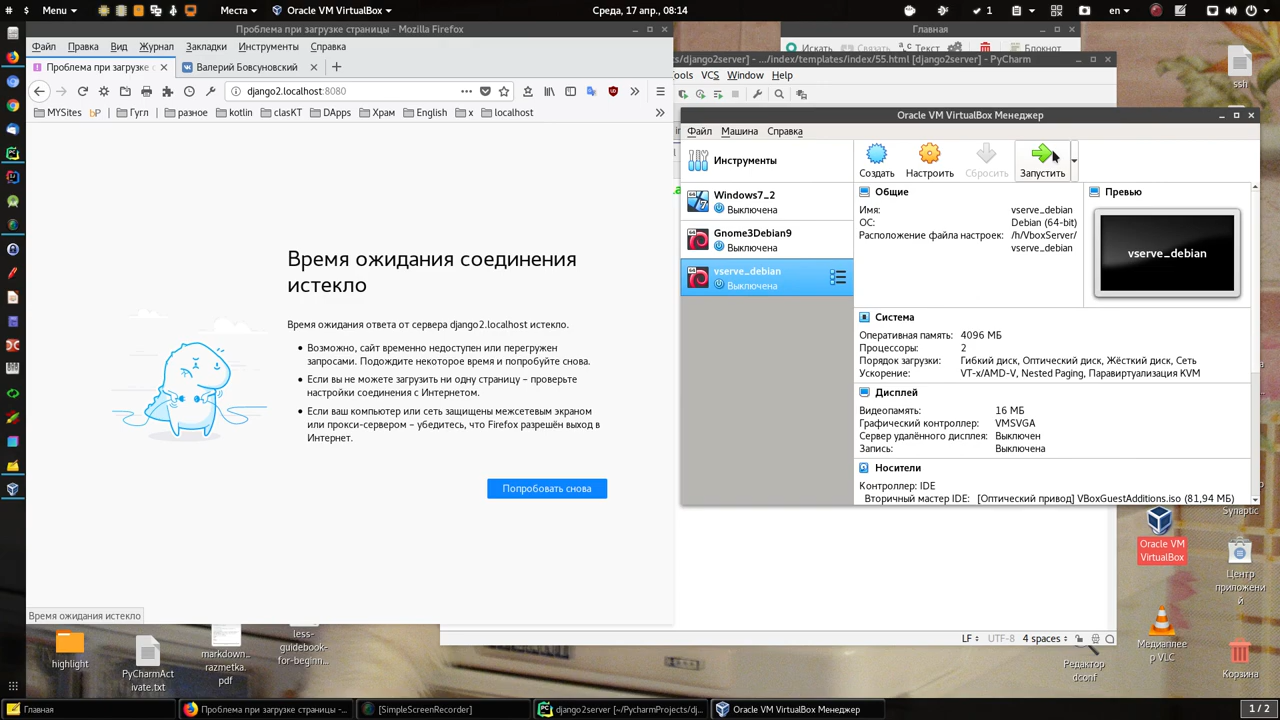 Menu
Места
Oracle VM VirtualBox
Среда, 17 апр., 08:14
1
en
Проблема при загрузке страницы - Mozilla Firefox
Главная
Файл Правка Вид Журнал Закладки Инструменты Справка
Искать Связать Текст Блокнот
s/django2server] - .../index/templates/index/55.html [django2server] - PyCharm
Проблема при загрузке с
Валерий Бовсуновский
ools VCS Window Help
django2.localhost:8080
MYSites Гугл разное kotlin clasKT DApps Храм English x localhost
Oracle VM VirtualBox Менеджер
Файл Машина Справка
Инструменты
Создать Настроить Сбросить Запустить
Windows7_2
Выключена
Gnome3Debian9
Выключена
vserve_debian
Выключена
Общие
Имя: vserve_debian
ОС: Debian (64-bit)
Расположение файла настроек: /h/VboxServer/
vserve_debian
Превью
vserve_debian
Система
Оперативная память: 4096 МБ
Процессоры: 2
Порядок загрузки: Гибкий диск, Оптический диск, Жёсткий диск, Сеть
Ускорение: VT-x/AMD-V, Nested Paging, Паравиртуализация KVM
Дисплей
Видеопамять: 16 МБ
Графический контроллер: VMSVGA
Сервер удалённого дисплея: Выключен
Запись: Выключена
Носители
Контроллер: IDE
Вторичный мастер IDE: [Оптический привод] VBoxGuestAdditions.iso (81,94 МБ)
Время ожидания соединения
истекло
Время ожидания ответа от сервера django2.localhost истекло.
Возможно, сайт временно недоступен или перегружен
запросами. Подождите некоторое время и попробуйте снова.
Если вы не можете загрузить ни одну страницу – проверьте
настройки соединения с Интернетом.
Если ваш компьютер или сеть защищены межсетевым экраном
или прокси-сервером – убедитесь, что Firefox разрешён выход в
Интернет.
Попробовать снова
Время ожидания истекло
LF UTF-8 4 spaces
ssh
Synaptic
Oracle VM
VirtualBox
Центр
приложени
й
highlight
PyCharmAct
ivate.txt
markdown_
razmetka.
pdf
less-
guidebook-
for-beginn...
Редактор
dconf
Медиаплее
р VLC
Корзина
Главная
Проблема при загрузке страницы -...
[SimpleScreenRecorder]
django2server [~/PycharmProjects/dj...
Oracle VM VirtualBox Менеджер
1 / 2